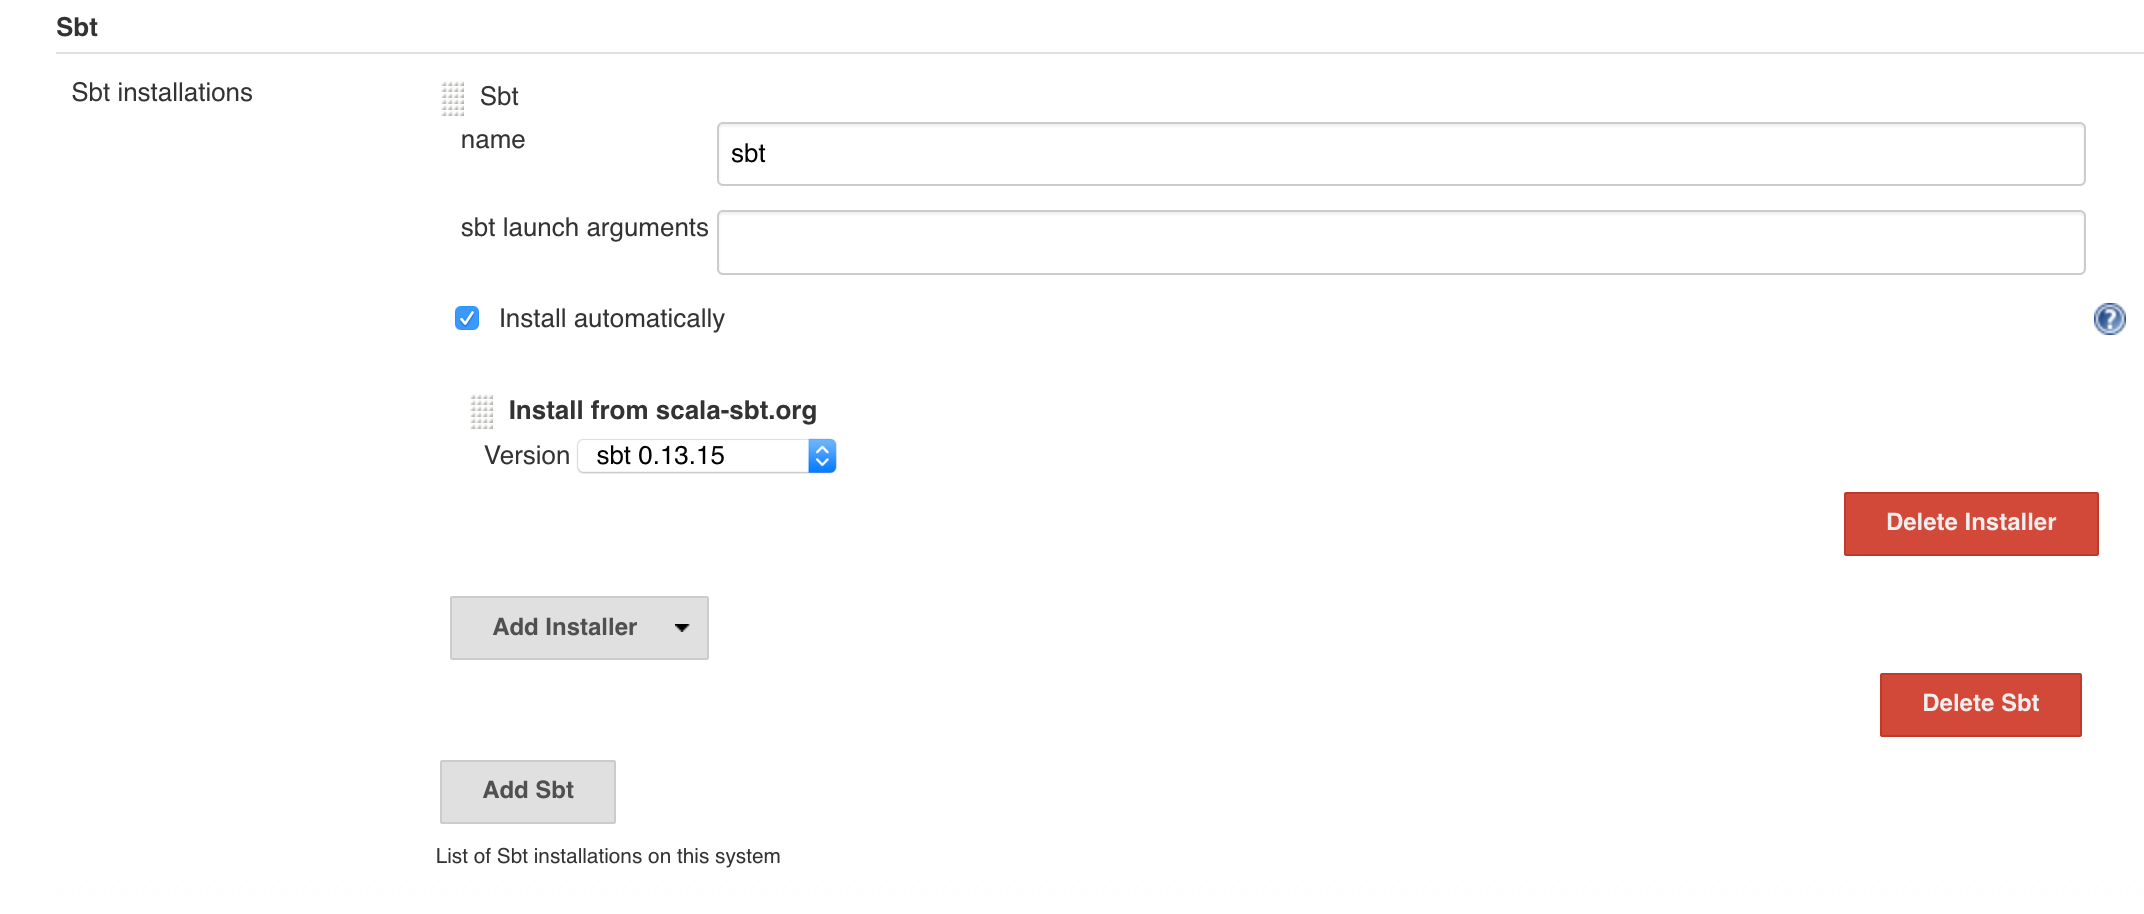 Sbt
Sbt installations
Sbt
name
sbt
sbt launch arguments
Install automatically
?
Install from scala-sbt.org
Version sbt 0.13.15
Delete Installer
Add Installer
Delete Sbt
Add Sbt
List of Sbt installations on this system